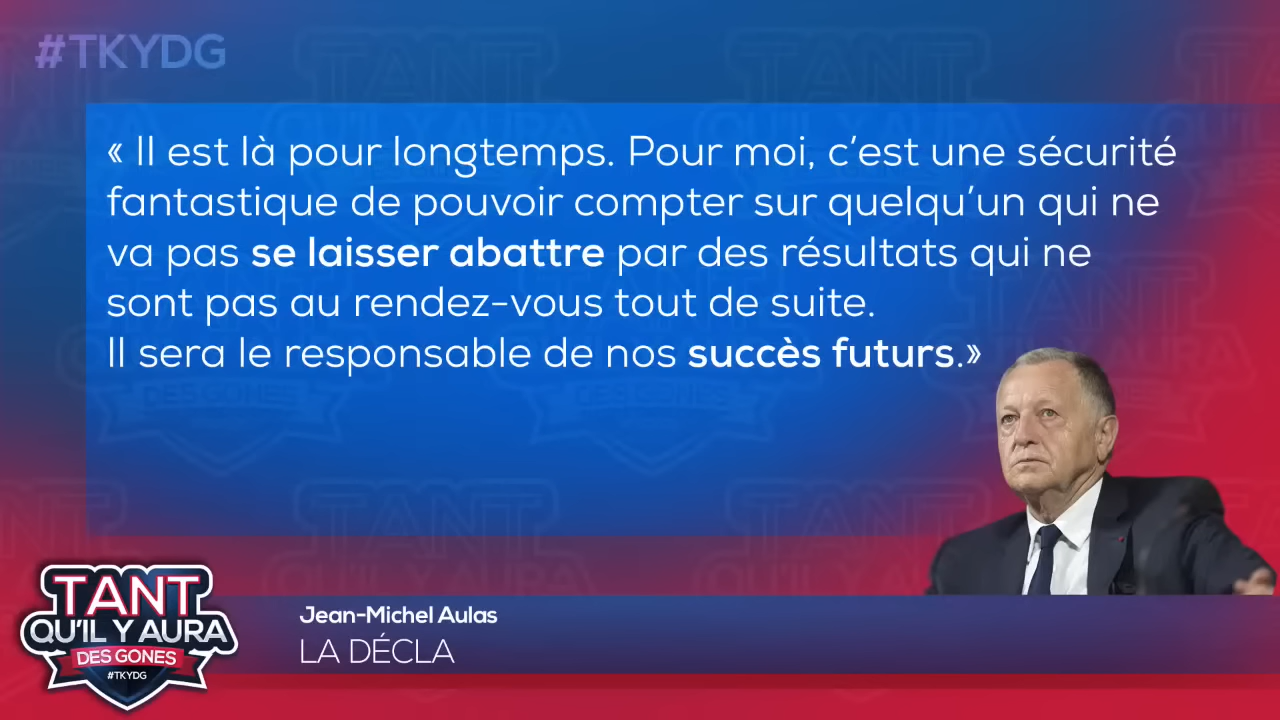 #TKYDG
« Il est là pour longtemps. Pour moi, c’est une sécurité
fantastique de pouvoir compter sur quelqu’un qui ne
va pas se laisser abattre par des résultats qui ne
sont pas au rendez-vous tout de suite.
Il sera le responsable de nos succès futurs.»
Jean-Michel Aulas
LA DÉCLA
TANT
QU'IL Y AURA
DES GONES
#TKYDG